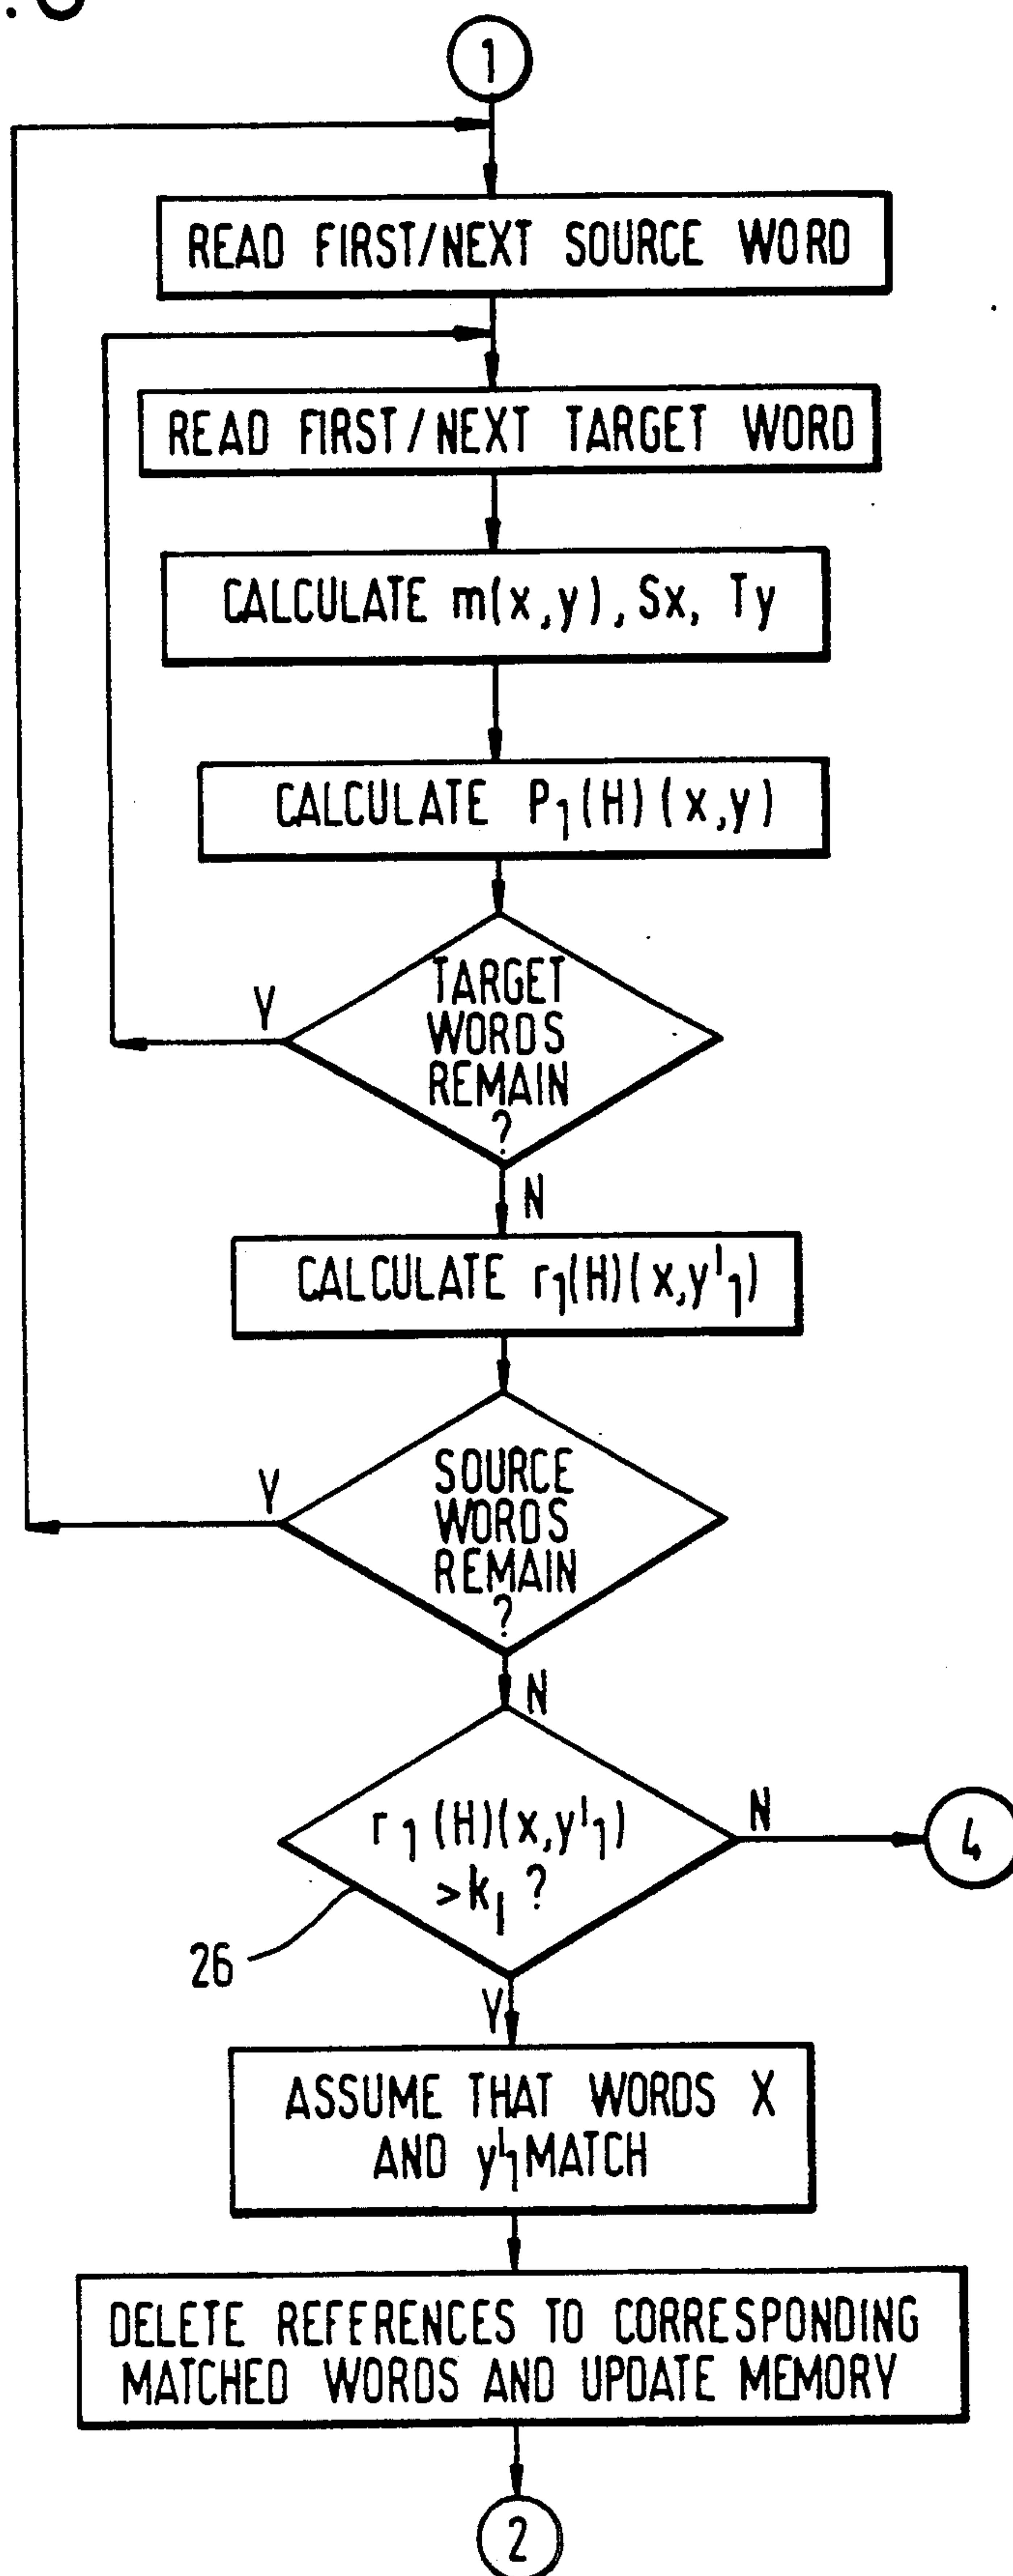 1
READ FIRST/NEXT SOURCE WORD
READ FIRST/NEXT TARGET WORD
CALCULATE m(x,y), Sx, Ty
CALCULATE P₁(H)(x,y)
TARGET
WORDS
REMAIN
?
Y
N
CALCULATE r₁(H)(x,y'₁)
SOURCE
WORDS
REMAIN
?
Y
N
r₁(H)(x,y'₁)
>k₁ ?
N
4
26
Y
ASSUME THAT WORDS X
AND y'₁ MATCH
DELETE REFERENCES TO CORRESPONDING
MATCHED WORDS AND UPDATE MEMORY
2